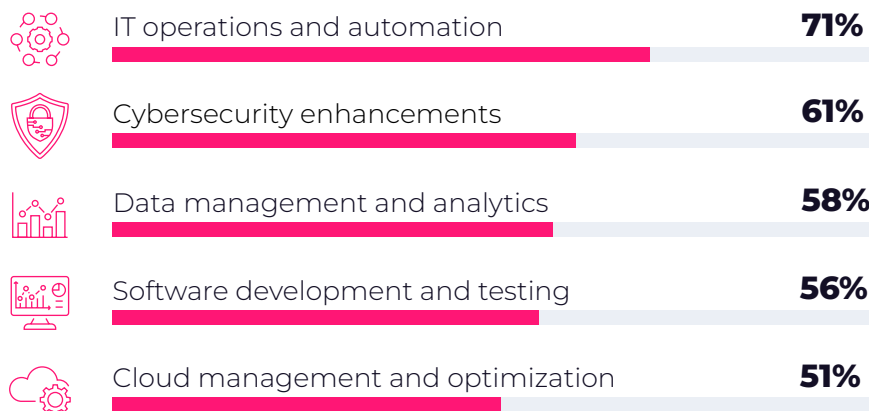 IT operations and automation 71%
Cybersecurity enhancements 61%
Data management and analytics 58%
Software development and testing 56%
Cloud management and optimization 51%